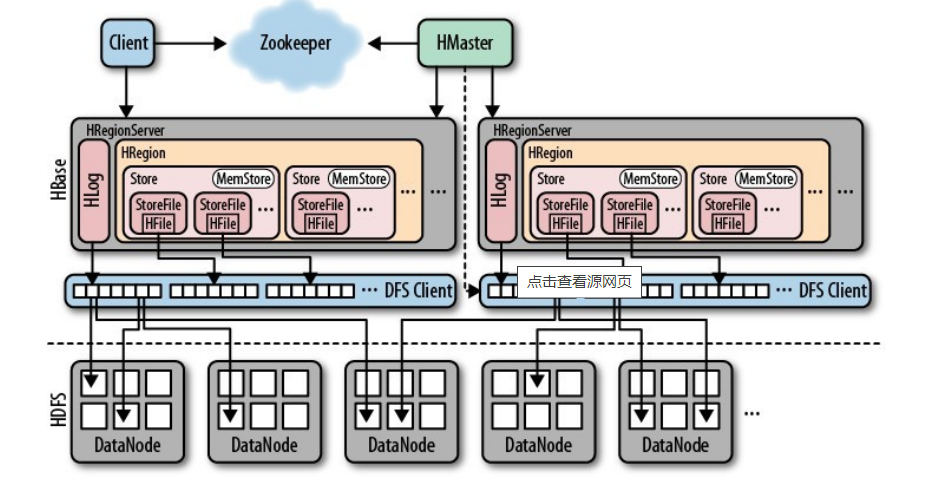 Client
Zookeeper
HMaster
HBase
HRegionServer
HLog
HRegion
Store
MemStore
StoreFile
HFile
StoreFile
HFile
...
Store
MemStore
StoreFile
HFile
...
...
...
HRegionServer
HLog
HRegion
Store
MemStore
StoreFile
HFile
StoreFile
HFile
...
Store
MemStore
StoreFile
HFile
...
...
...
... DFS Client
点击查看源网页
... DFS Client
HDFS
DataNode
DataNode
DataNode
DataNode
DataNode
...